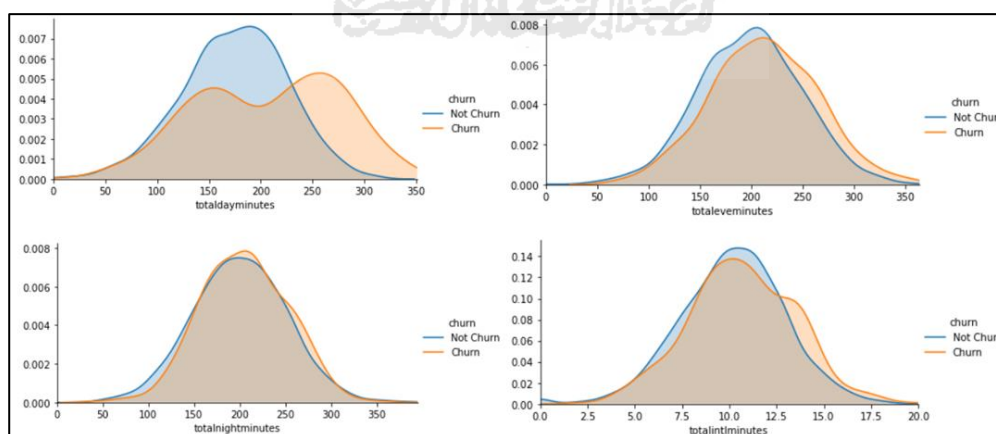 0.007
0.006
0.005
0.004
0.003
0.002
0.001
0.000
0 50 100 150 200 250 300 350
totaldayminutes
churn
Not Churn
Churn
0.008
0.006
0.004
0.002
0.000
0 50 100 150 200 250 300 350
totaleveminutes
churn
Not Churn
Churn
0.008
0.006
0.004
0.002
0.000
0 50 100 150 200 250 300 350
totalnightminutes
churn
Not Churn
Churn
0.14
0.12
0.10
0.08
0.06
0.04
0.02
0.00
0.0 2.5 5.0 7.5 10.0 12.5 15.0 17.5 20.0
totalintlminutes
churn
Not Churn
Churn